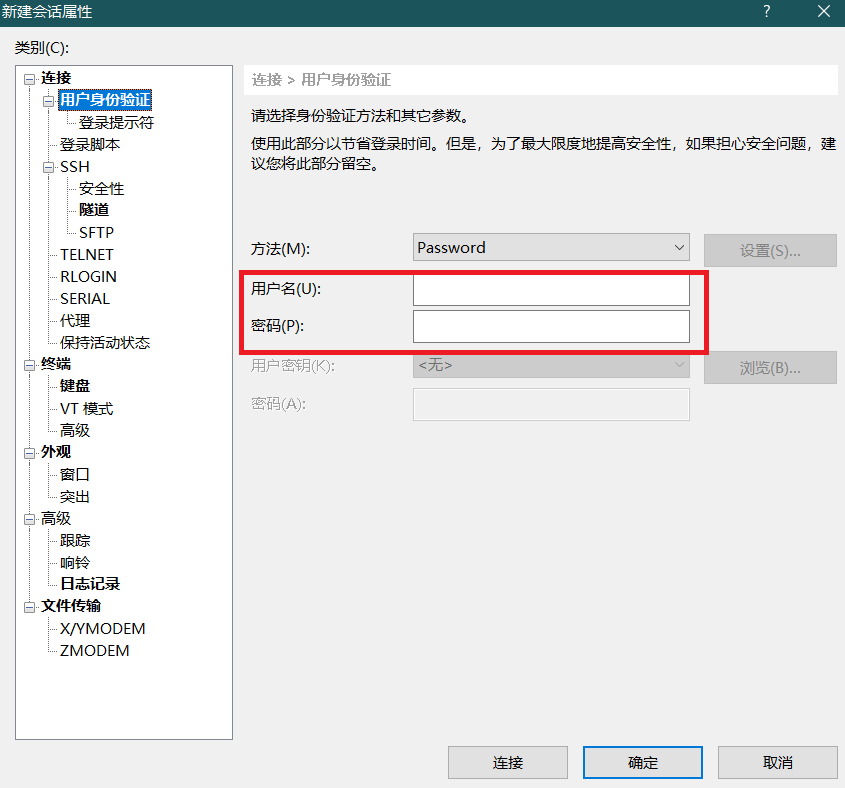 新建会话属性
?
类别(C):
连接
用户身份验证
登录提示符
登录脚本
SSH
安全性
隧道
SFTP
TELNET
RLOGIN
SERIAL
代理
保持活动状态
终端
键盘
VT 模式
高级
外观
窗口
突出
高级
跟踪
响铃
日志记录
文件传输
X/YMODEM
ZMODEM
连接 > 用户身份验证
请选择身份验证方法和其它参数。
使用此部分以节省登录时间。但是，为了最大限度地提高安全性，如果担心安全问题，建
议您将此部分留空。
方法(M):
Password
设置(S)...
用户名(U):
密码(P):
用户密钥(K):
<无>
浏览(B)...
密码(A):
连接
确定
取消